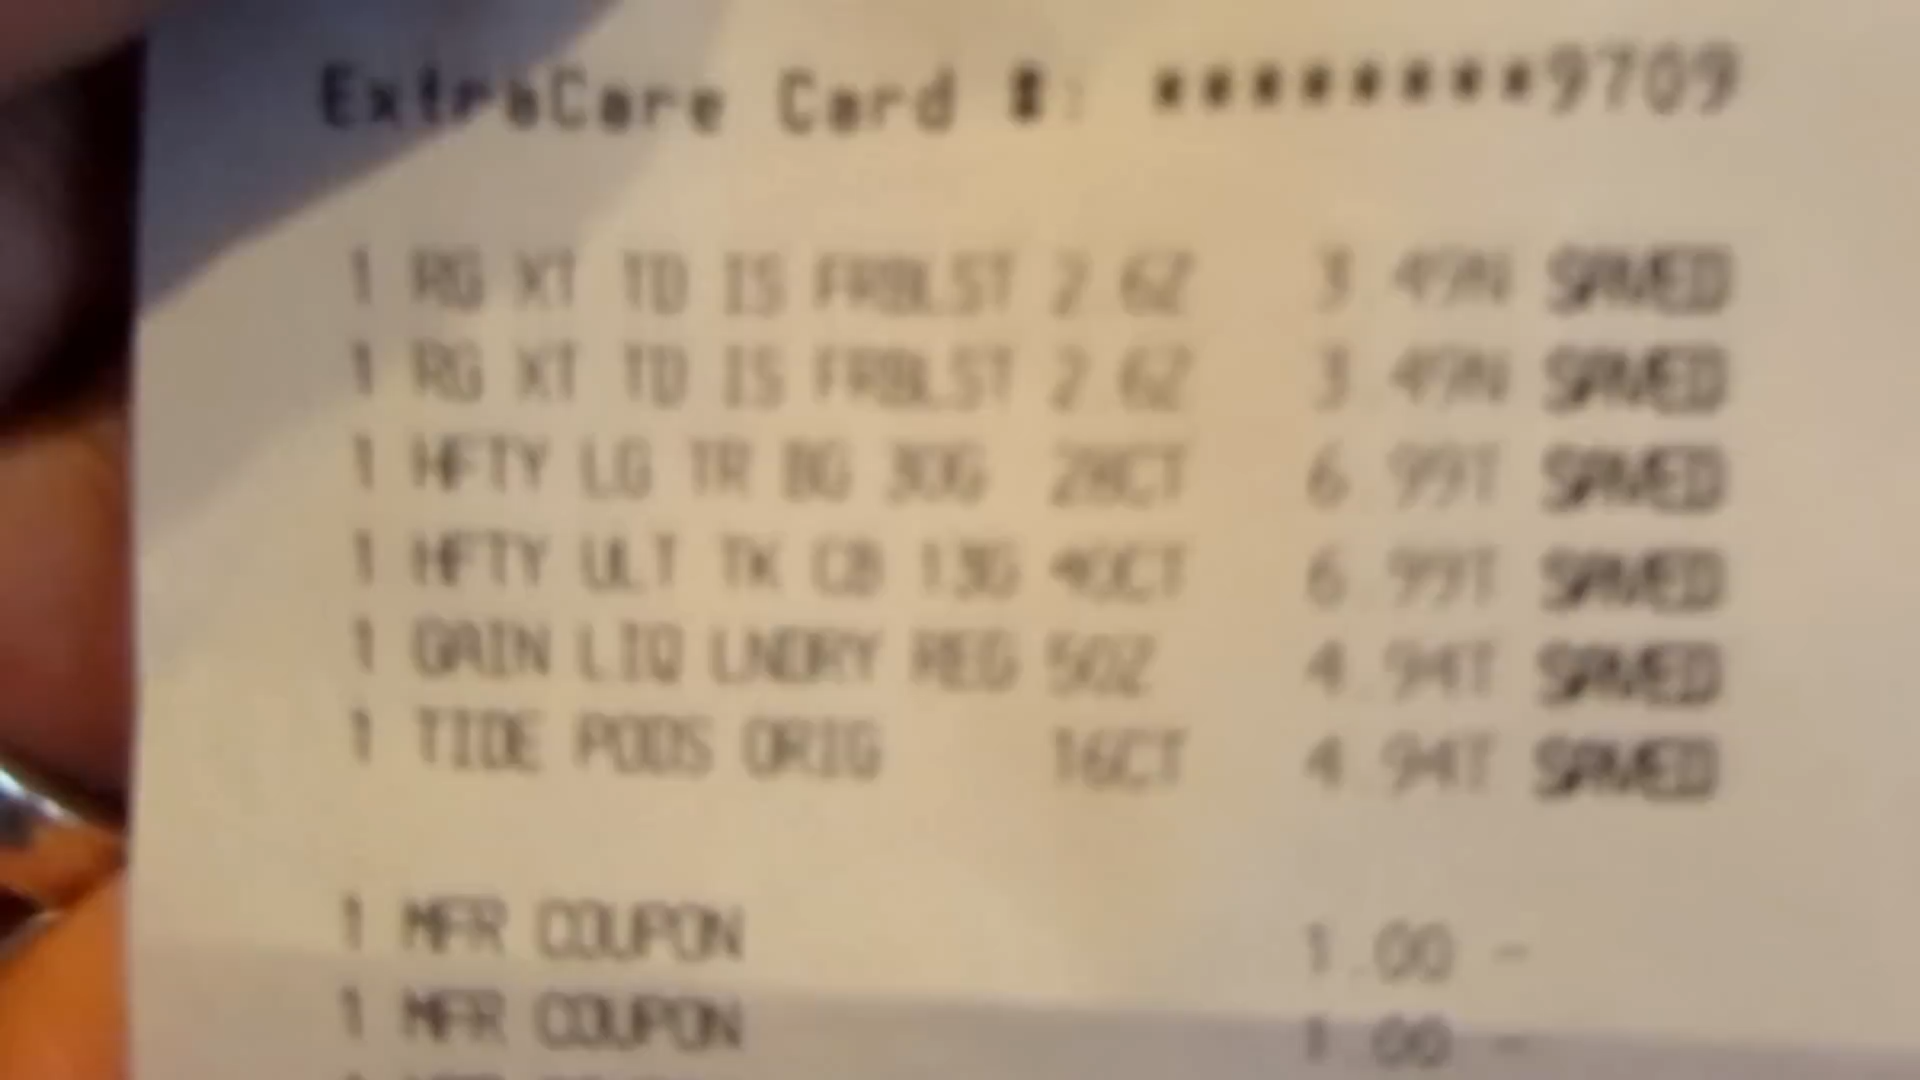 ExtraCare Card #: ********9709
1 RG XT TD IS FRBLST 2.6Z 3.49N SAVED
1 RG XT TD IS FRBLST 2.6Z 3.49N SAVED
1 HFTY LG TR BG 30G 28CT 6.99T SAVED
1 HFTY ULT TK CB 13G 40CT 6.99T SAVED
1 GAIN LIQ LNDRY REG 50Z 4.94T SAVED
1 TIDE PODS ORIG 16CT 4.94T SAVED
1 MFR COUPON 1.00 -
1 MFR COUPON 1.00 -